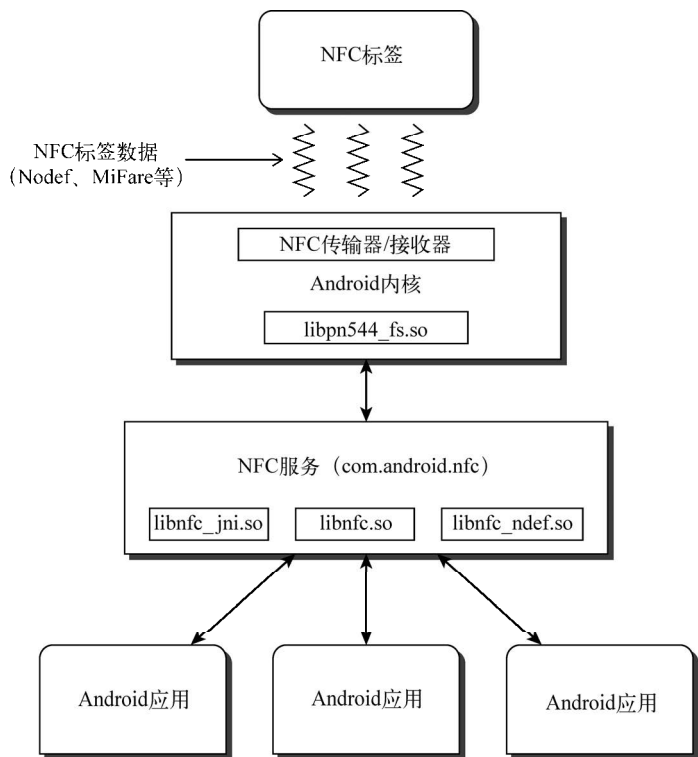 NFC标签
NFC标签数据
（Nodef、MiFare等）
NFC传输器/接收器
Android内核
libpn544_fs.so
NFC服务（com.android.nfc）
libnfc_jni.so
libnfc.so
libnfc_ndef.so
Android应用
Android应用
Android应用